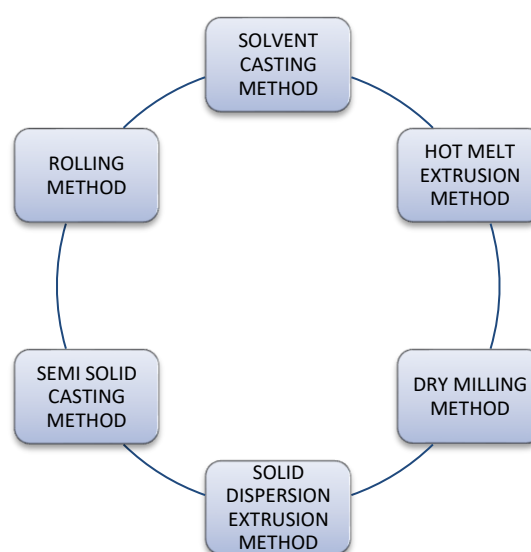 SOLVENT
CASTING
METHOD
HOT MELT
EXTRUSION
METHOD
DRY MILLING
METHOD
SOLID
DISPERSION
EXTRUSION
METHOD
SEMI SOLID
CASTING
METHOD
ROLLING
METHOD